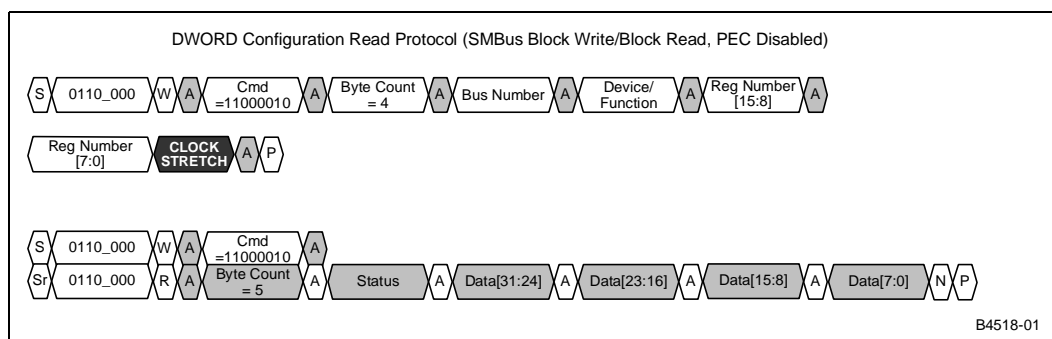 DWORD Configuration Read Protocol (SMBus Block Write/Block Read, PEC Disabled)
S 0110_000 W A Cmd =11000010 A Byte Count = 4 A Bus Number A Device/ Function A Reg Number [15:8] A
Reg Number [7:0] CLOCK STRETCH A P
S 0110_000 W A Cmd =11000010 A
Sr 0110_000 R A Byte Count = 5 A Status A Data[31:24] A Data[23:16] A Data[15:8] A Data[7:0] N P
B4518-01